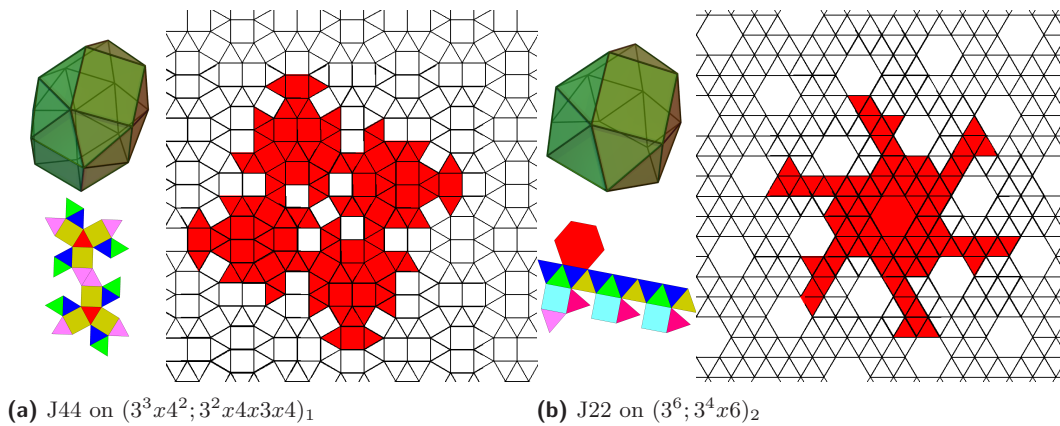 (a) J44 on (3³x4²; 3²x4x3x4)₁
(b) J22 on (3⁶; 3⁴x6)₂